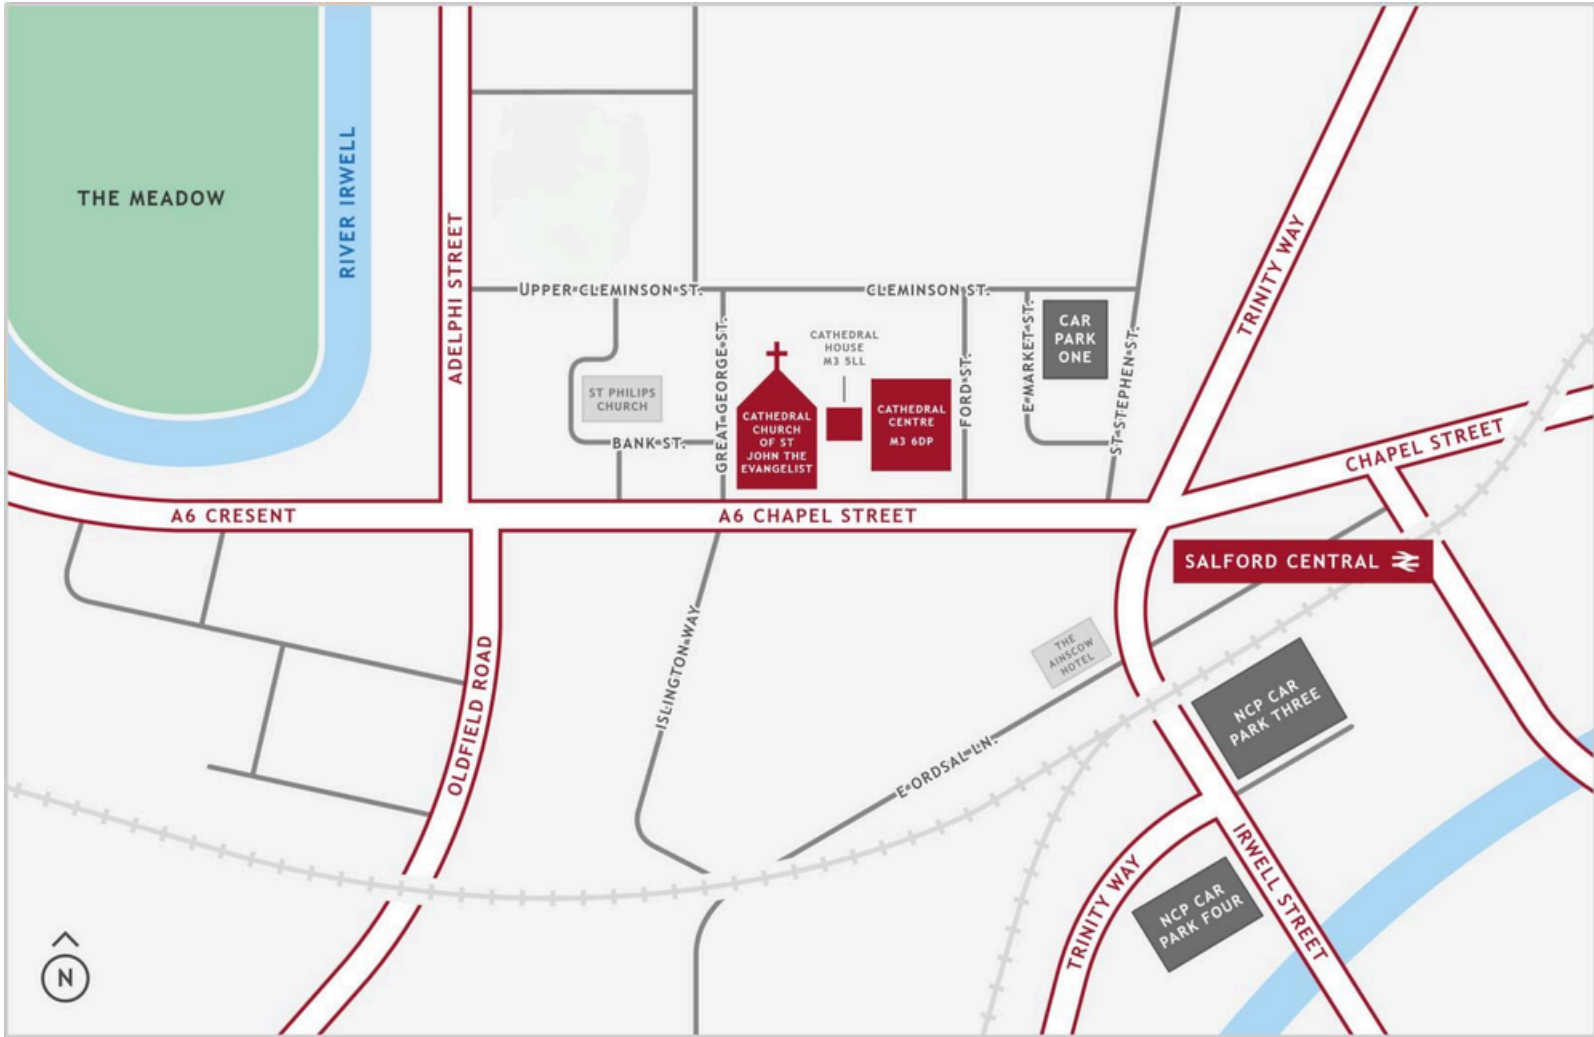 THE MEADOW
RIVER IRWELL
ADELPHI STREET
TRINITY WAY
UPPER CLEMINSON ST.
CLEMINSON ST.
GREAT GEORGE ST.
CATHEDRAL
HOUSE
M3 5LL
FORD ST.
E MARKET ST.
CAR
PARK
ONE
ST STEPHEN ST.
ST PHILIPS
CHURCH
BANK ST.
CATHEDRAL
CHURCH
OF ST
JOHN THE
EVANGELIST
CATHEDRAL
CENTRE
M3 6DP
CHAPEL STREET
A6 CRESENT
A6 CHAPEL STREET
SALFORD CENTRAL
OLDFIELD ROAD
ISLINGTON WAY
THE
AINSCOW
HOTEL
E ORDSAL LN.
NCP CAR
PARK THREE
TRINITY WAY
IRWELL STREET
NCP CAR
PARK FOUR
N